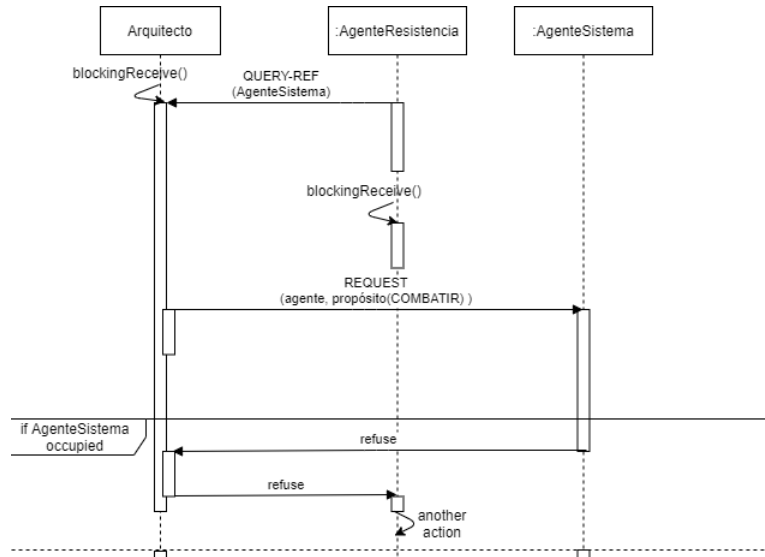 Arquitecto
:AgenteResistencia
:AgenteSistema
blockingReceive()
QUERY-REF
(AgenteSistema)
blockingReceive()
REQUEST
(agente, propósito(COMBATIR) )
if AgenteSistema
occupied
refuse
refuse
another
action